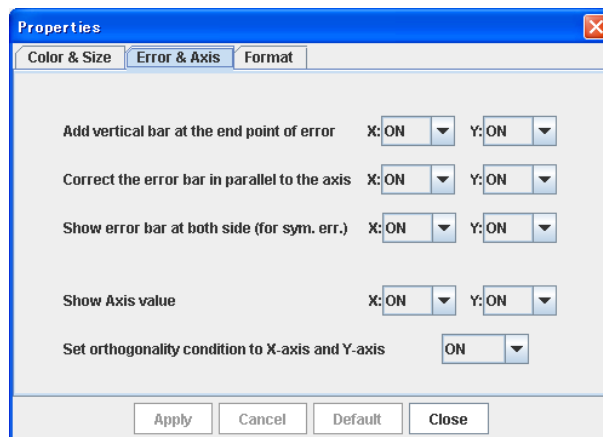 Properties
Color & Size Error & Axis Format
Add vertical bar at the end point of error X: ON Y: ON
Correct the error bar in parallel to the axis X: ON Y: ON
Show error bar at both side (for sym. err.) X: ON Y: ON
Show Axis value X: ON Y: ON
Set orthogonality condition to X-axis and Y-axis ON
Apply Cancel Default Close